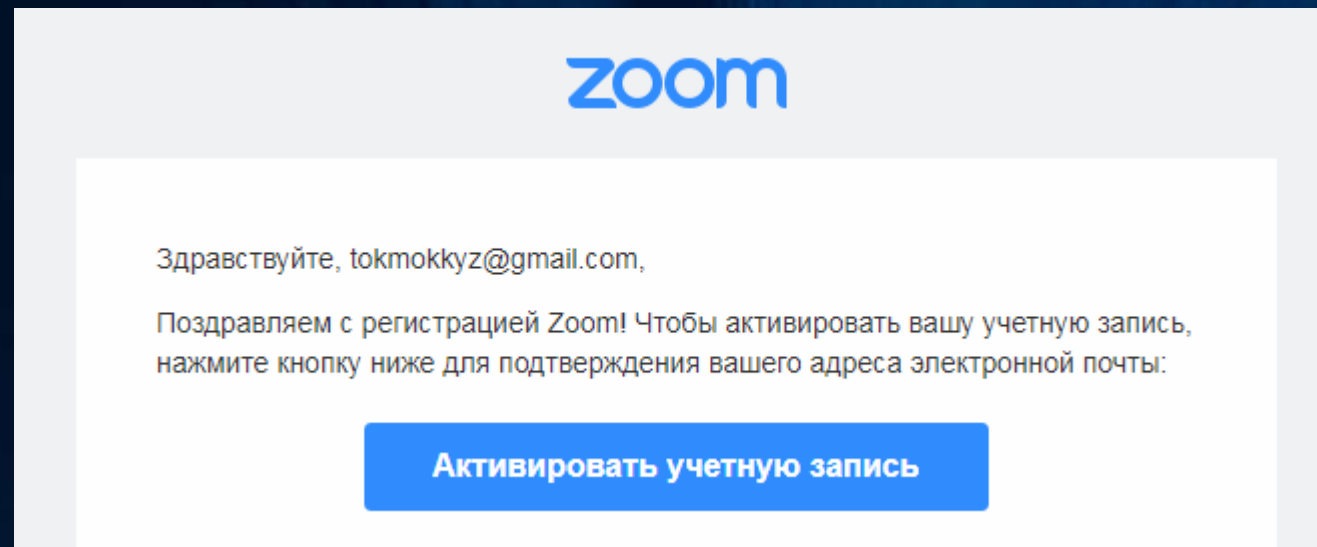 zoom
Здравствуйте, tokmokkyz@gmail.com,
Поздравляем с регистрацией Zoom! Чтобы активировать вашу учетную запись,
нажмите кнопку ниже для подтверждения вашего адреса электронной почты:
Активировать учетную запись